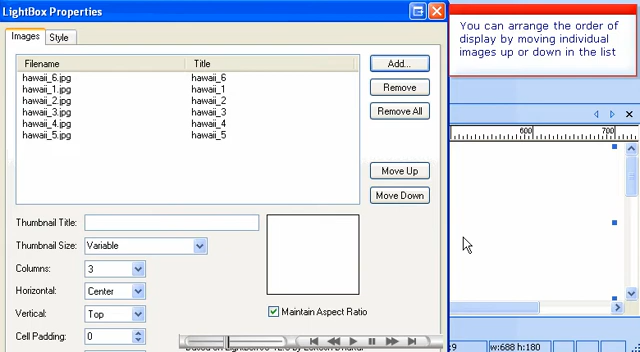 LightBox Properties
You can arrange the order of
display by moving individual
images up or down in the list
Images
Style
Filename
Title
Add...
hawaii_6.jpg
hawaii_6
hawaii_1.jpg
hawaii_1
Remove
hawaii_2.jpg
hawaii_2
hawaii_3.jpg
hawaii_3
Remove All
hawaii_4.jpg
hawaii_4
hawaii_5.jpg
hawaii_5
600
700
Move Up
Move Down
Thumbnail Title:
Thumbnail Size:
Variable
Columns:
3
Horizontal:
Center
Vertical:
Top
Maintain Aspect Ratio
Cell Padding:
0
w:688 h:180